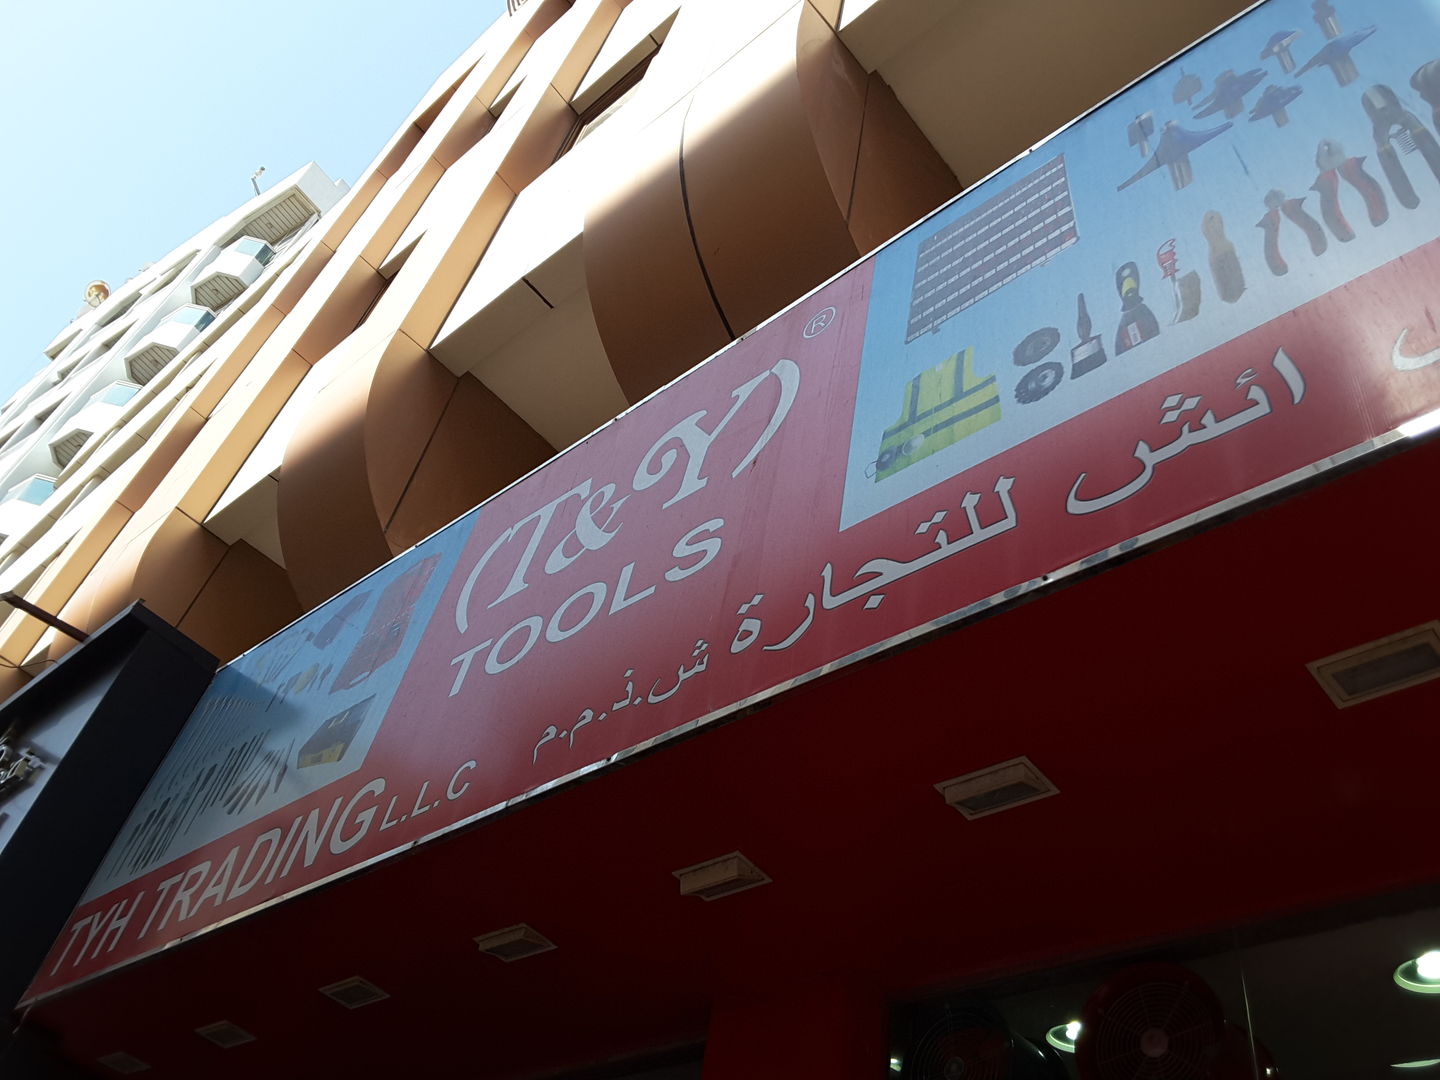 (T&Y) ®
TOOLS
TYH TRADING L.L.C
ائش للتجارة ش.ذ.م.م